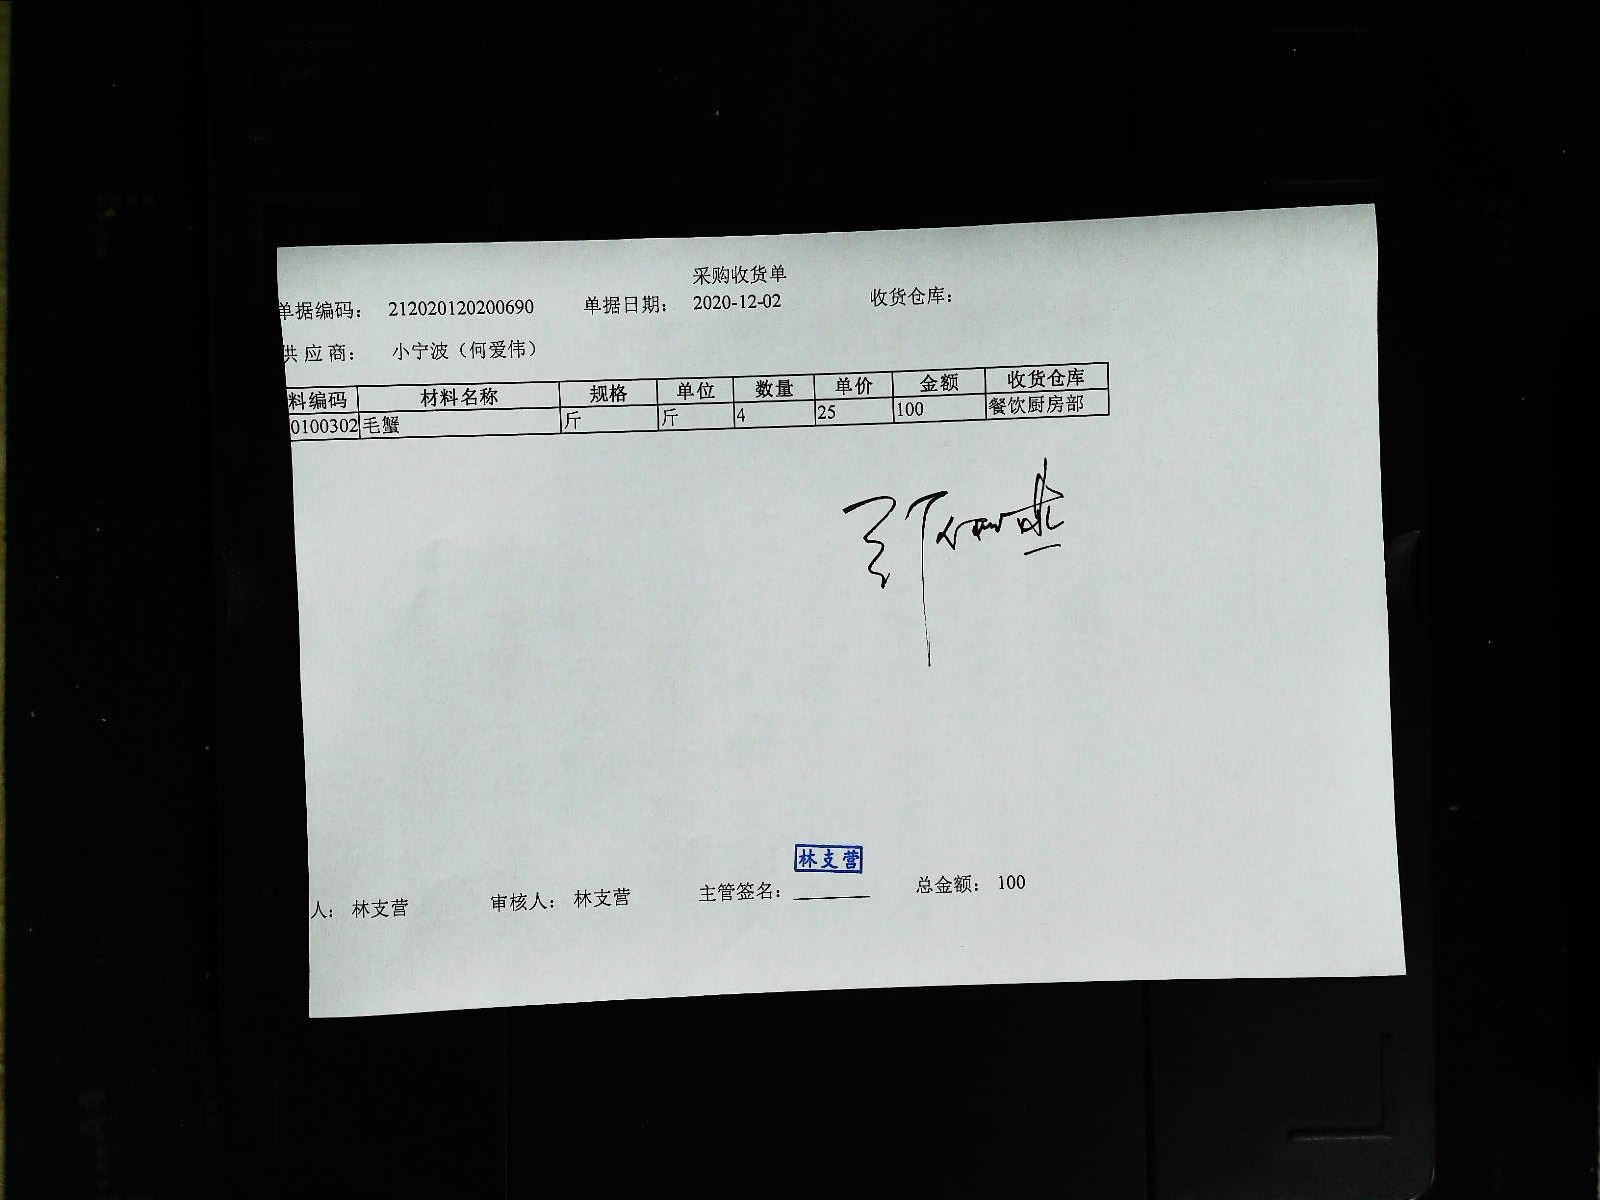 采购收货单
单据编码： 212020120200690 单据日期： 2020-12-02 收货仓库：
供应商： 小宁波（何爱伟）
料编码 材料名称 规格 单位 数量 单价 金额 收货仓库
0100302 毛蟹 斤 斤 4 25 100 餐饮厨房部
林支营
人： 林支营 审核人： 林支营 主管签名： 总金额： 100